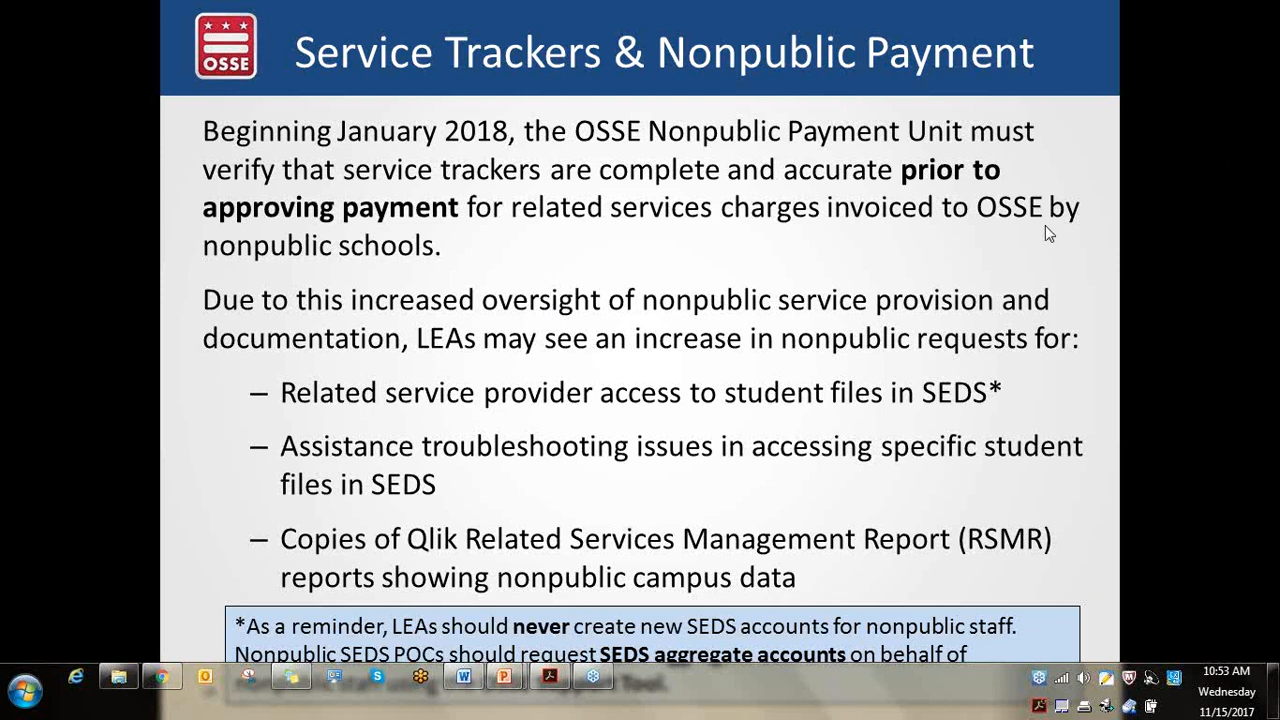 OSSE
Service Trackers & Nonpublic Payment
Beginning January 2018, the OSSE Nonpublic Payment Unit must
verify that service trackers are complete and accurate prior to
approving payment for related services charges invoiced to OSSE by
nonpublic schools.
Due to this increased oversight of nonpublic service provision and
documentation, LEAs may see an increase in nonpublic requests for:
– Related service provider access to student files in SEDS*
– Assistance troubleshooting issues in accessing specific student
files in SEDS
– Copies of Qlik Related Services Management Report (RSMR)
reports showing nonpublic campus data
*As a reminder, LEAs should never create new SEDS accounts for nonpublic staff.
Nonpublic SEDS POCs should request SEDS aggregate accounts on behalf of
Tool.
10:53 AM
Wednesday
11/15/2017